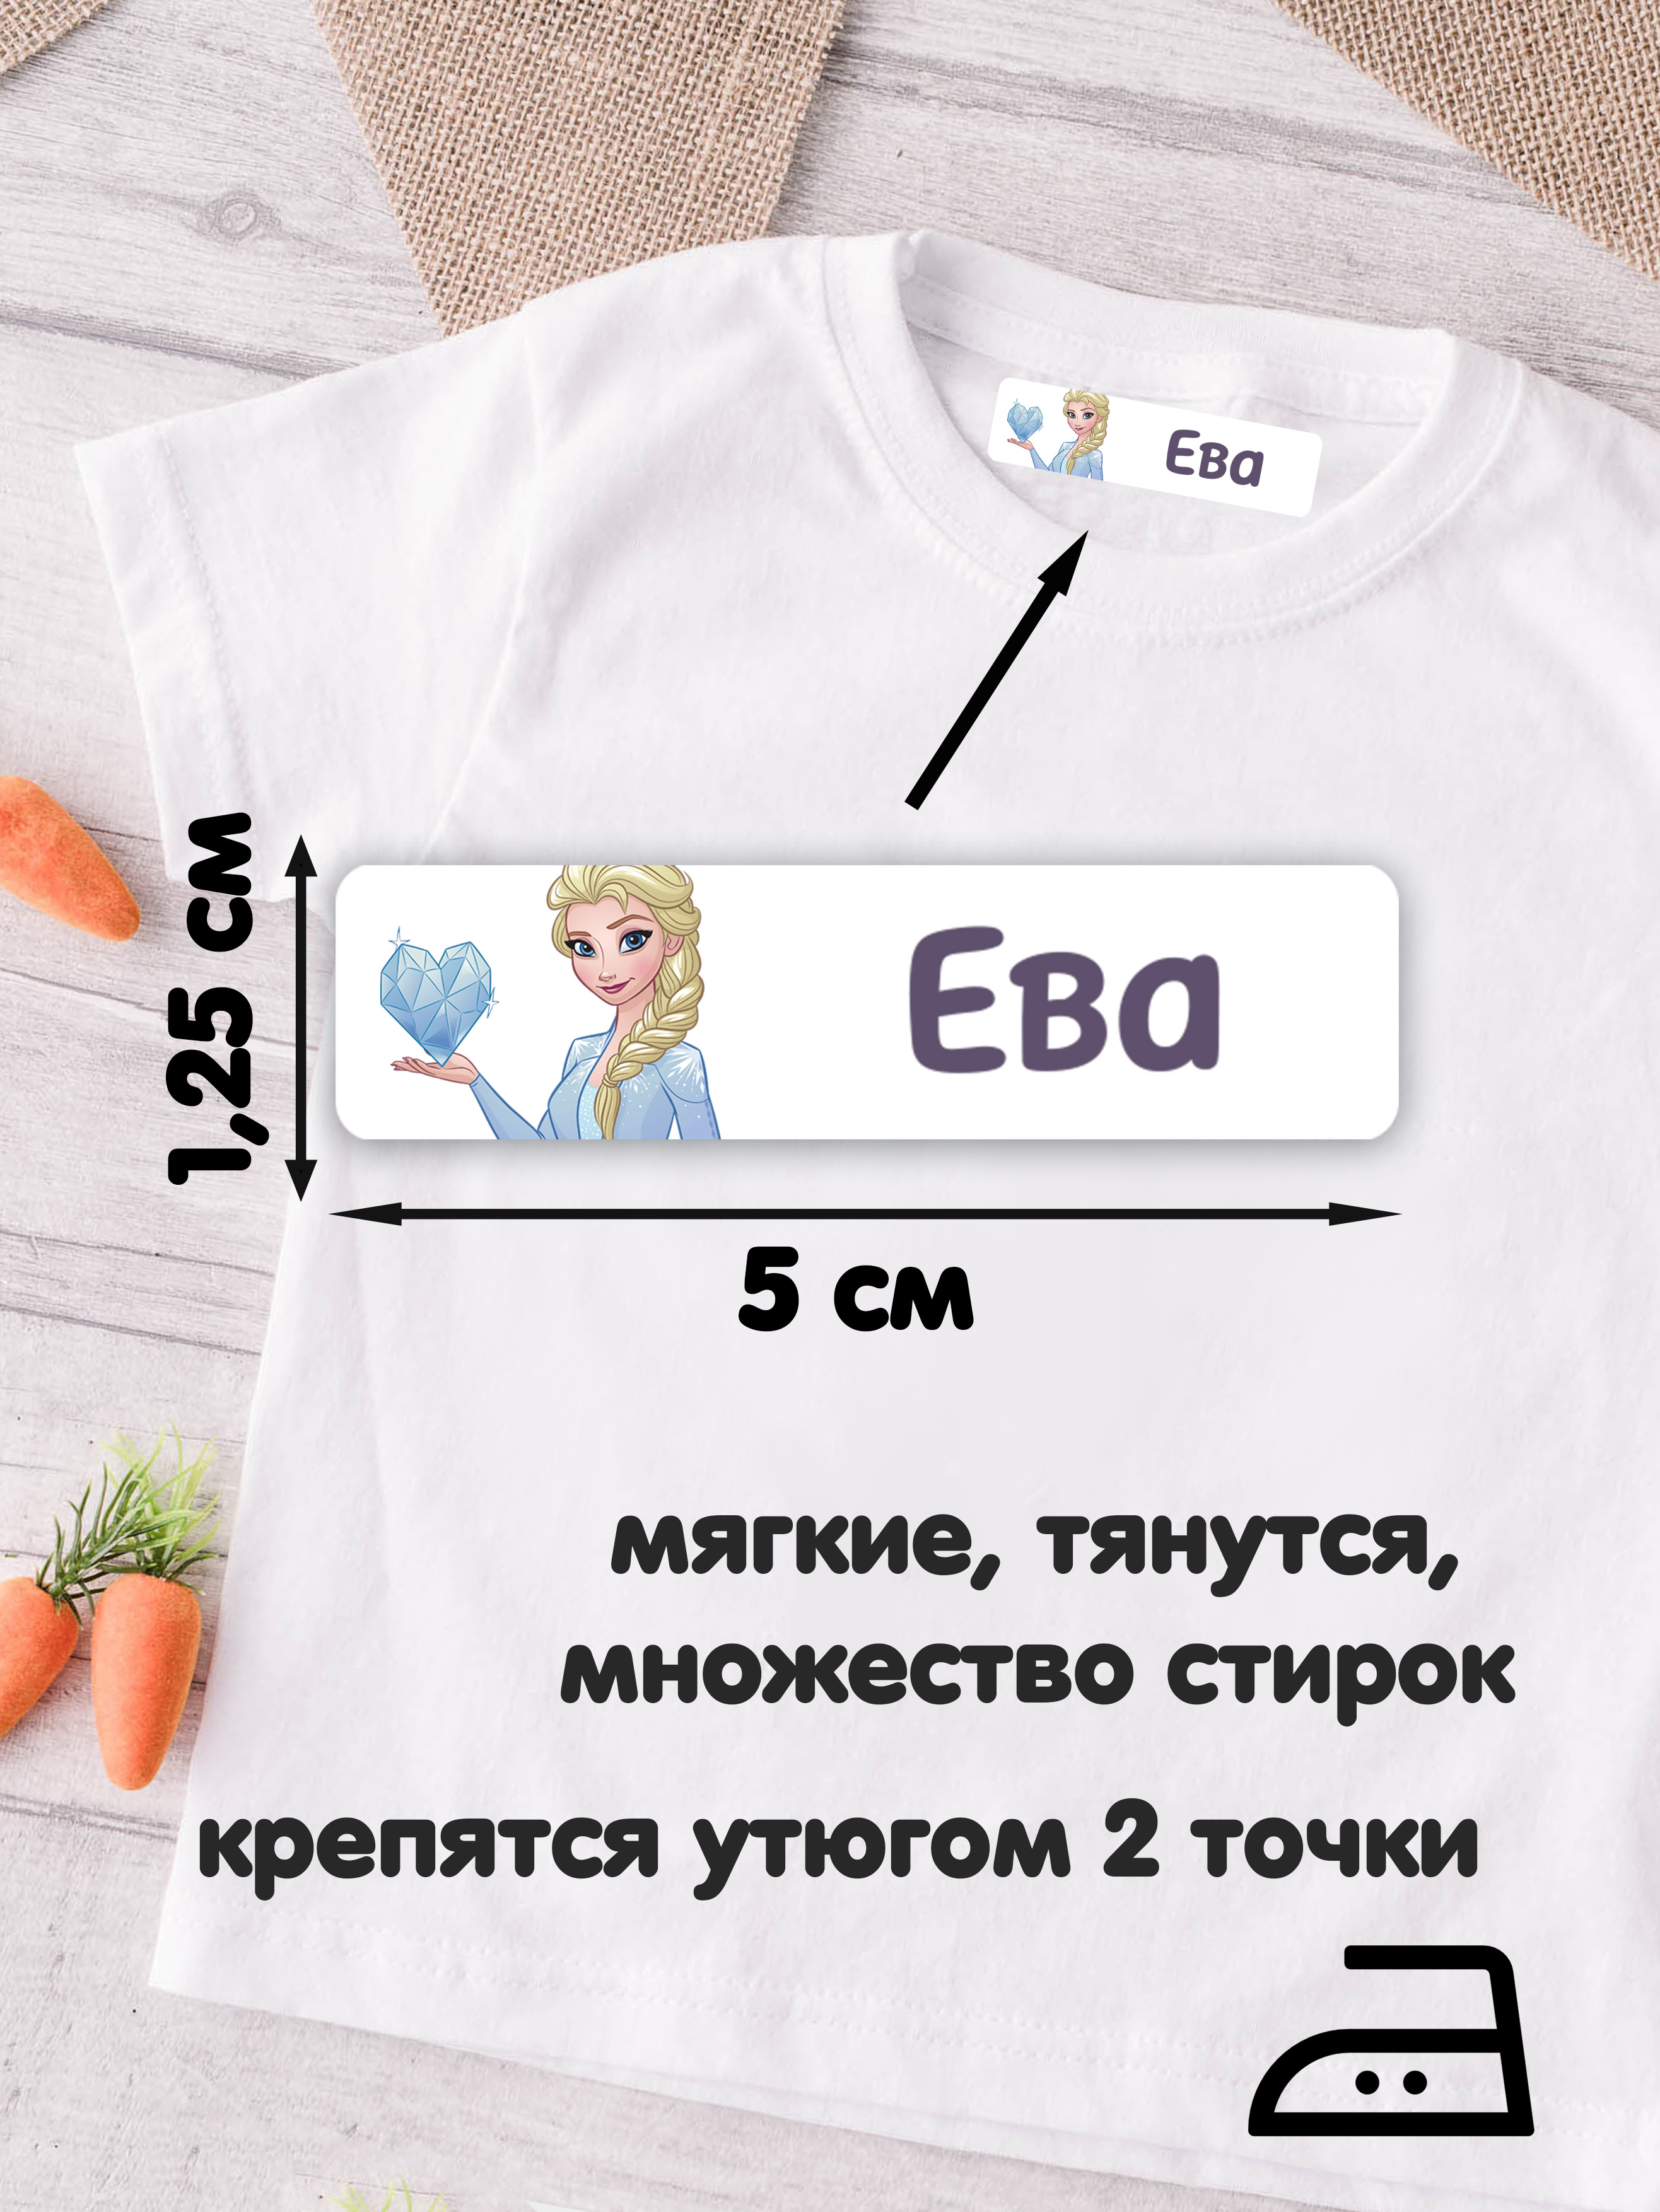 Ева
1,25 см
Ева
5 см
мягкие, тянутся,
множество стирок
крепятся утюгом 2 точки